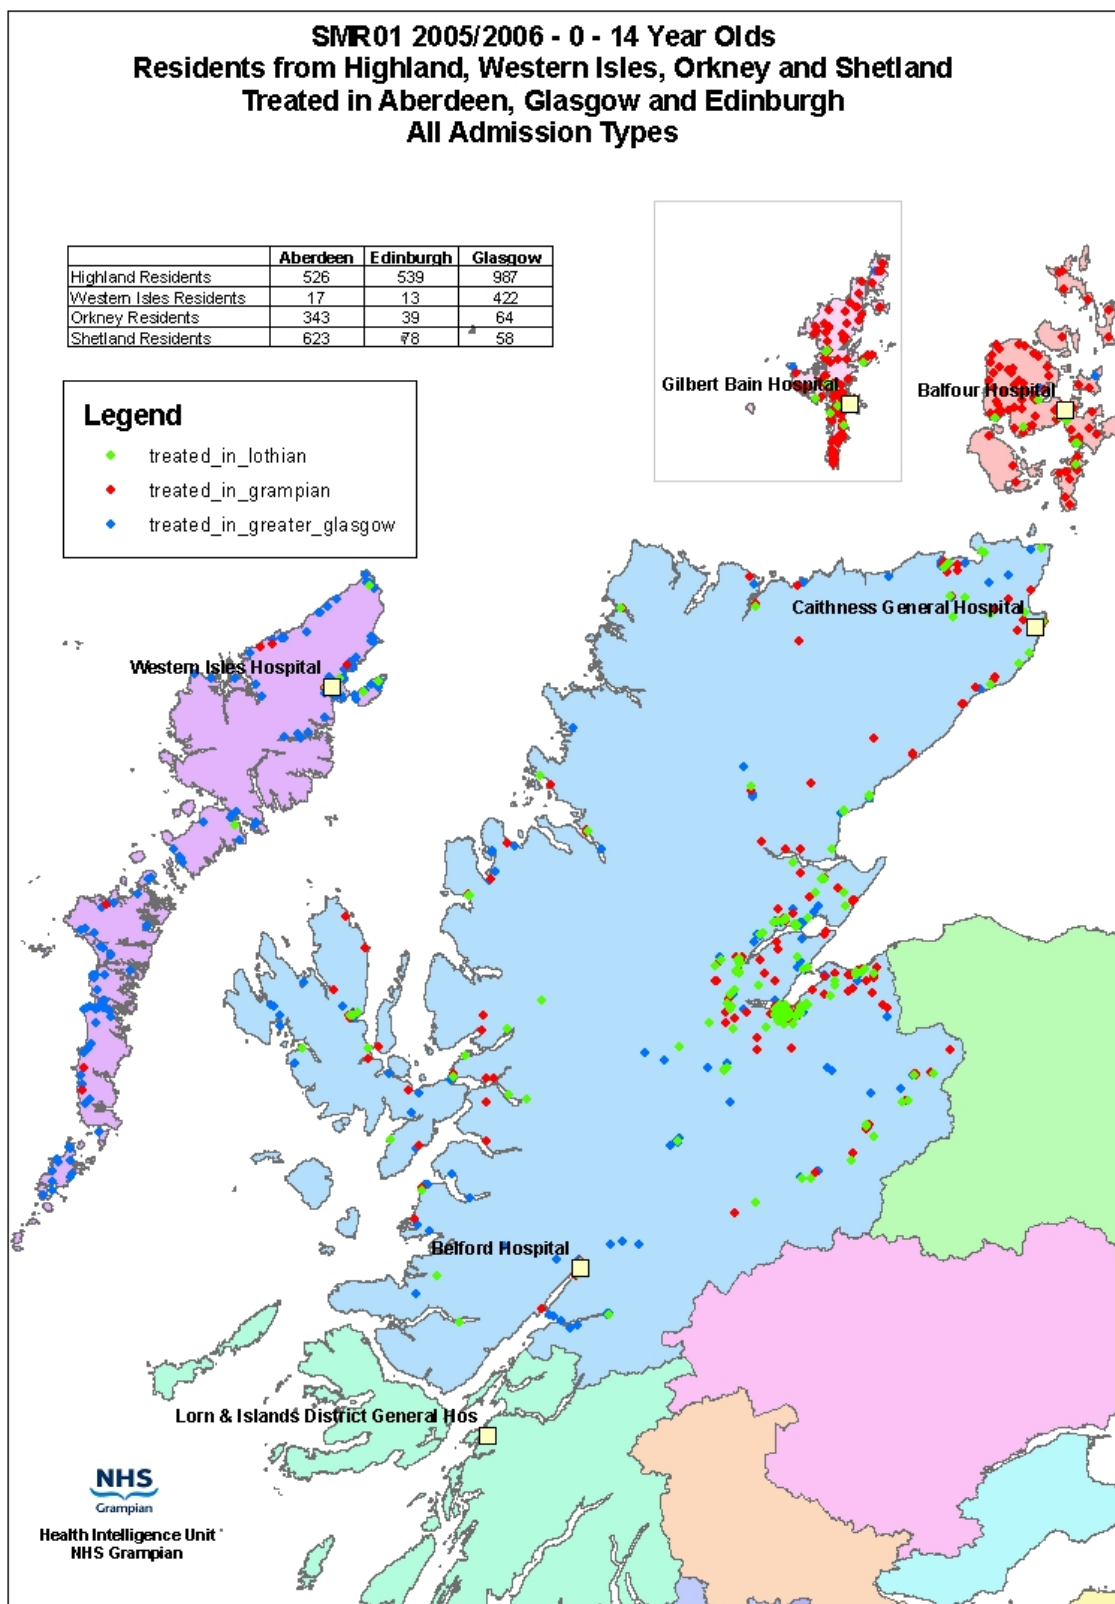 SMR01 2005/2006 - 0 - 14 Year Olds
Residents from Highland, Western Isles, Orkney and Shetland
Treated in Aberdeen, Glasgow and Edinburgh
All Admission Types
Aberdeen Edinburgh Glasgow
Highland Residents 526 539 987
Western Isles Residents 17 13 422
Orkney Residents 343 39 64
Shetland Residents 623 78 58
Legend
treated_in_lothian
treated_in_grampian
treated_in_greater_glasgow
Gilbert Bain Hospital
Balfour Hospital
Caithness General Hospital
Western Isles Hospital
Belford Hospital
Lorn & Islands District General Hos
NHS
Grampian
Health Intelligence Unit
NHS Grampian